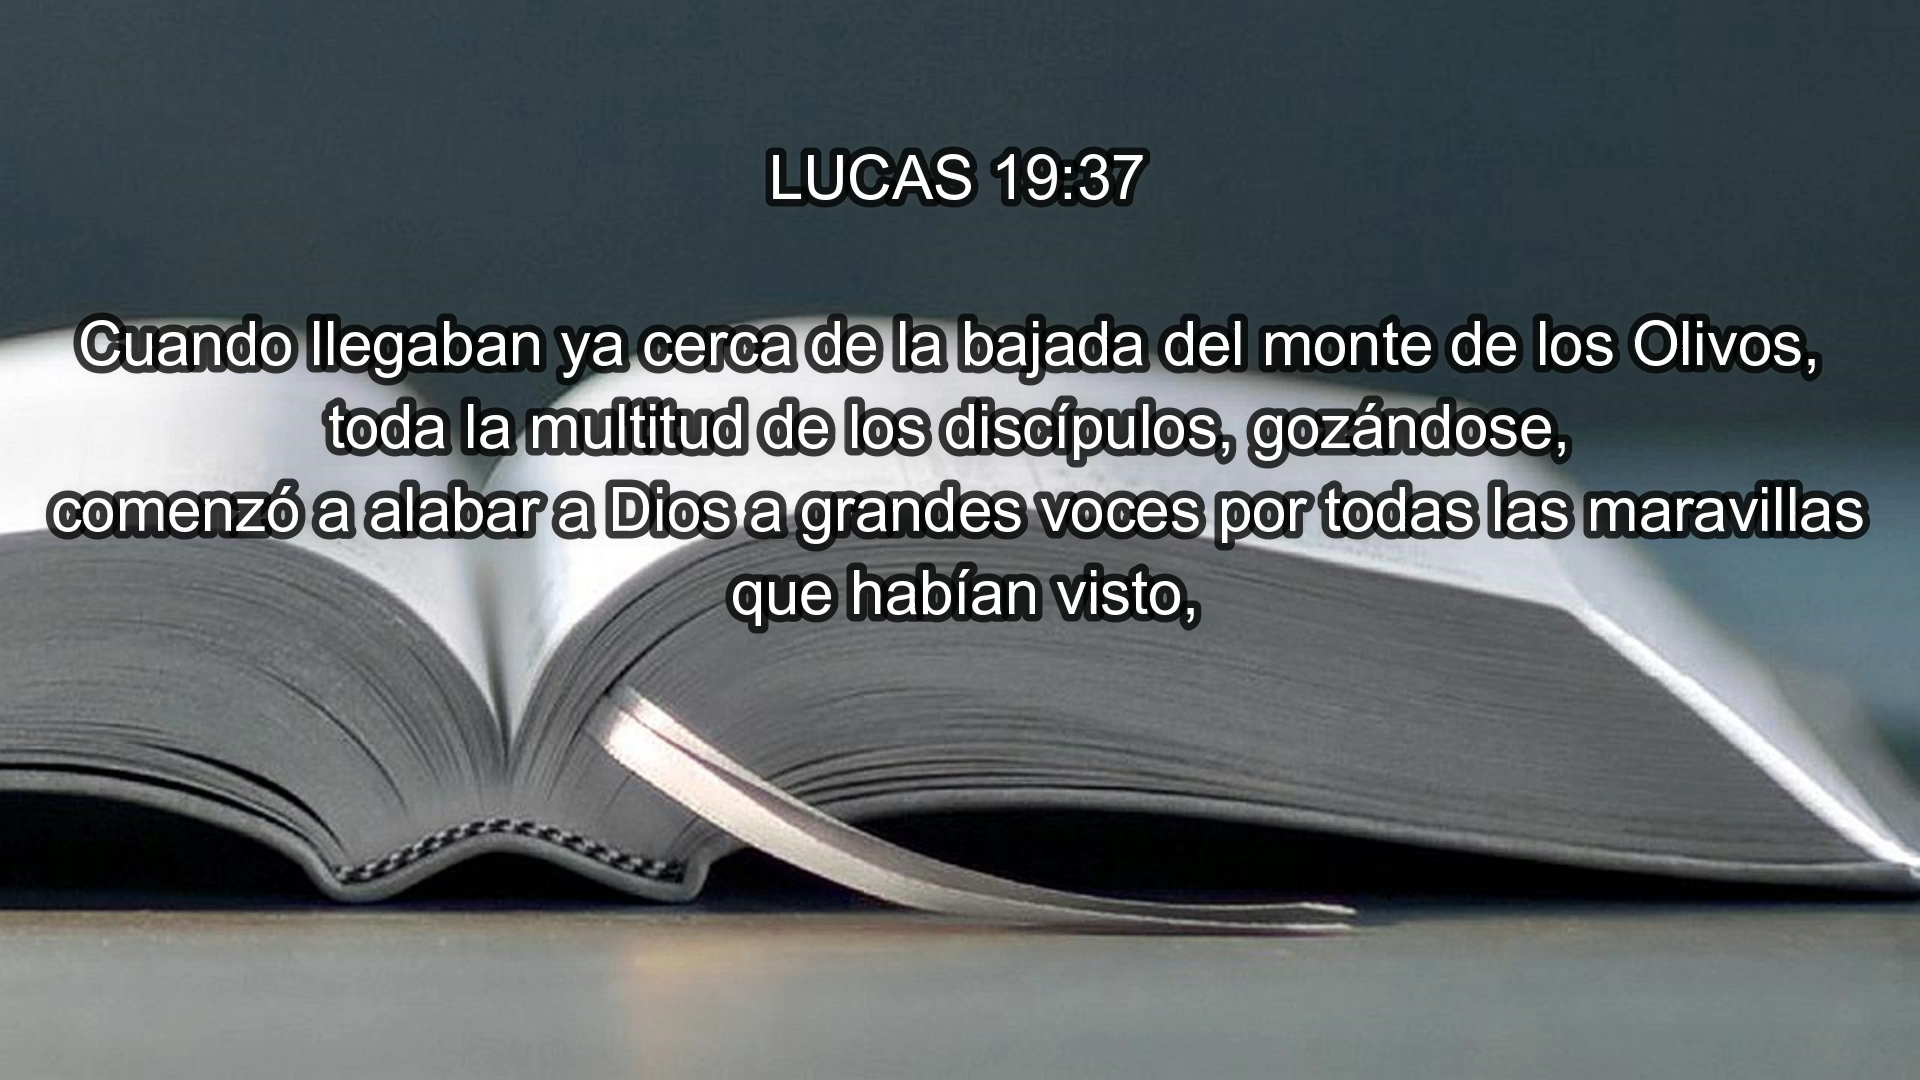 LUCAS 19:37
Cuando llegaban ya cerca de la bajada del monte de los Olivos,
toda la multitud de los discípulos, gozándose,
comenzó a alabar a Dios a grandes voces por todas las maravillas
que habían visto,